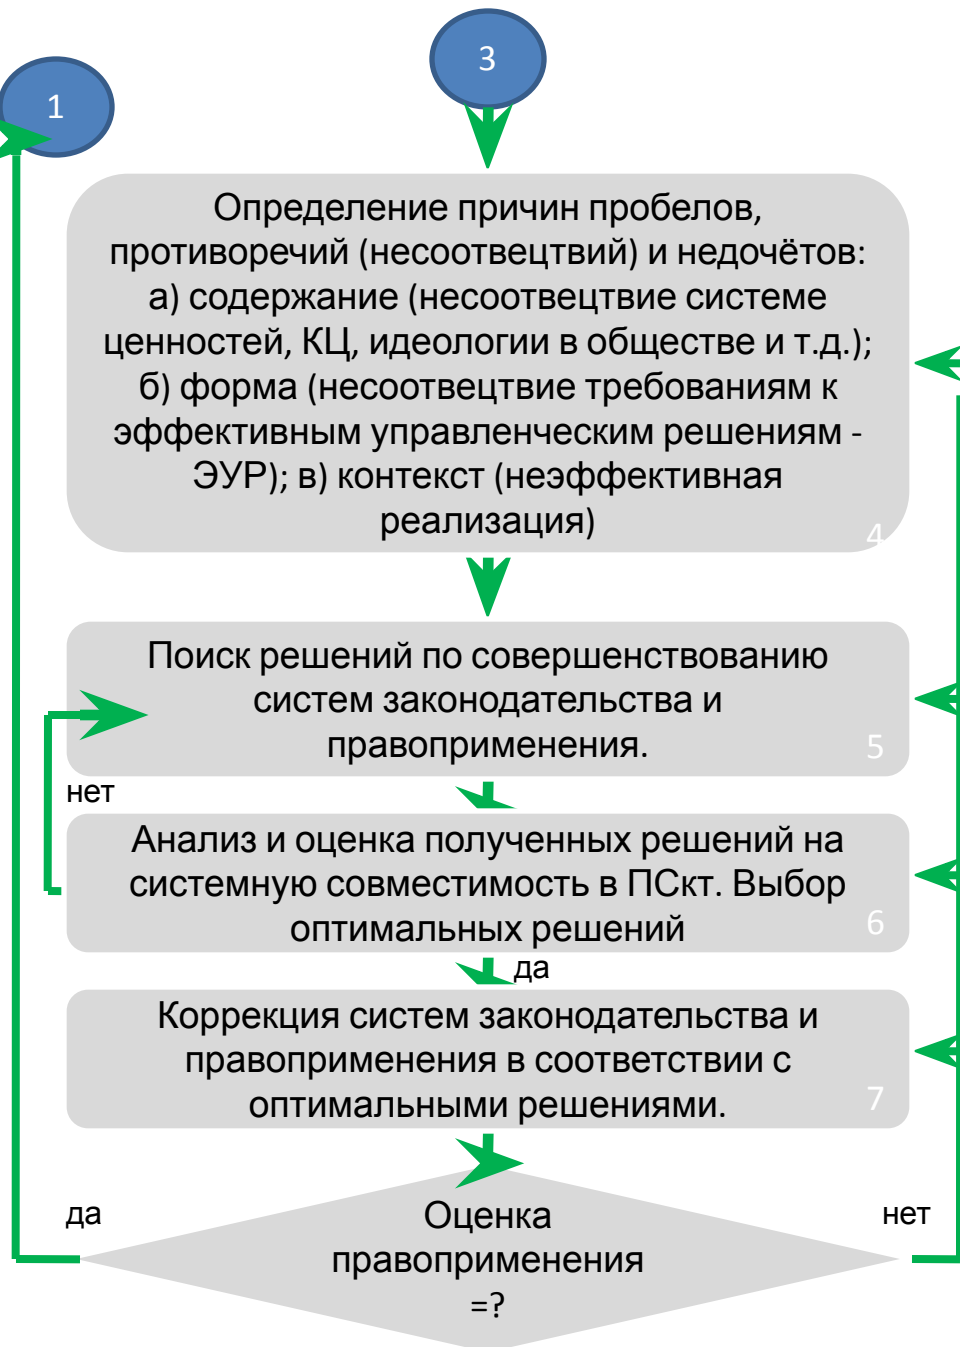 3
1
Определение причин пробелов,
противоречий (несоотвецтвий) и недочётов:
а) содержание (несоотвецтвие системе
ценностей, КЦ, идеологии в обществе и т.д.);
б) форма (несоотвецтвие требованиям к
эффективным управленческим решениям -
ЭУР); в) контекст (неэффективная
реализация)
4
Поиск решений по совершенствованию
систем законодательства и
правоприменения.
5
нет
Анализ и оценка полученных решений на
системную совместимость в ПСкт. Выбор
оптимальных решений
6
да
Коррекция систем законодательства и
правоприменения в соответствии с
оптимальными решениями.
7
да
нет
Оценка
правоприменения
=?